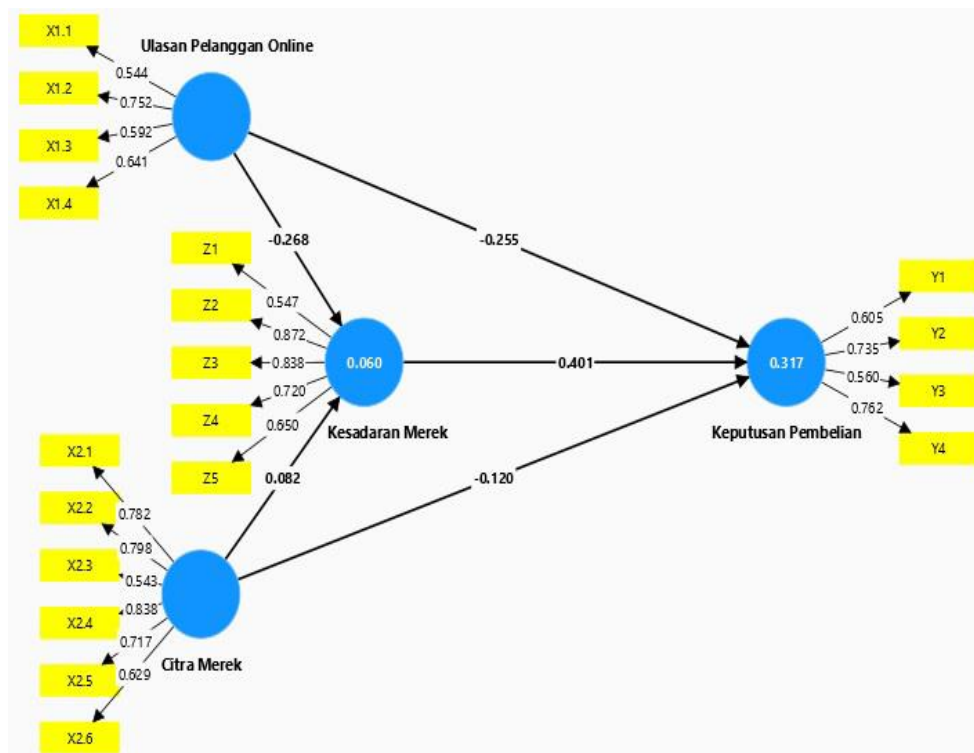 X1.1
Ulasan Pelanggan Online
0.544
X1.2
0.752
0.592
X1.3
0.641
X1.4
-0.268
-0.255
Z1
0.547
Z2
0.872
Z3
0.838
0.720
Z4
0.650
Z5
0.060
Kesadaran Merek
0.401
0.317
Keputusan Pembelian
Y1
0.605
Y2
0.735
0.560
Y3
0.762
Y4
0.082
-0.120
X2.1
0.782
X2.2
0.798
X2.3
0.543
0.838
X2.4
0.717
X2.5
0.629
X2.6
Citra Merek